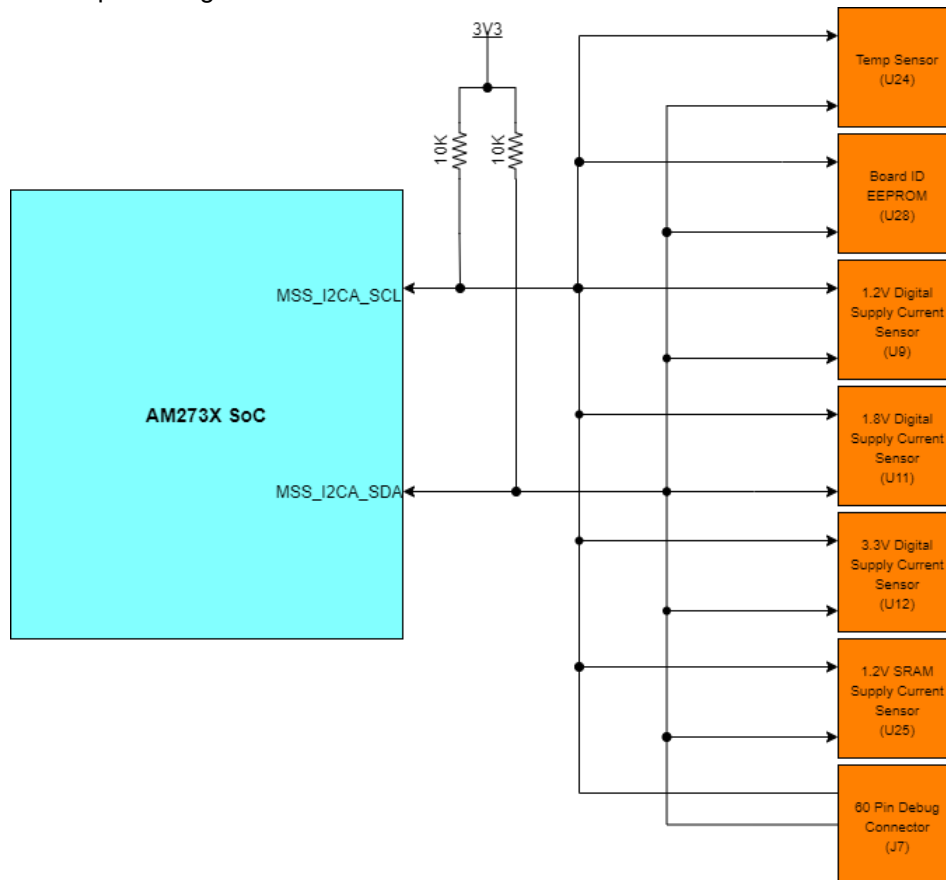 3V3
10K
10K
MSS_I2CA_SCL
AM273X SoC
MSS_I2CA_SDA
Temp Sensor
(U24)
Board ID
EEPROM
(U28)
1.2V Digital
Supply Current
Sensor
(U9)
1.8V Digital
Supply Current
Sensor
(U11)
3.3V Digital
Supply Current
Sensor
(U12)
1.2V SRAM
Supply Current
Sensor
(U25)
60 Pin Debug
Connector
(J7)